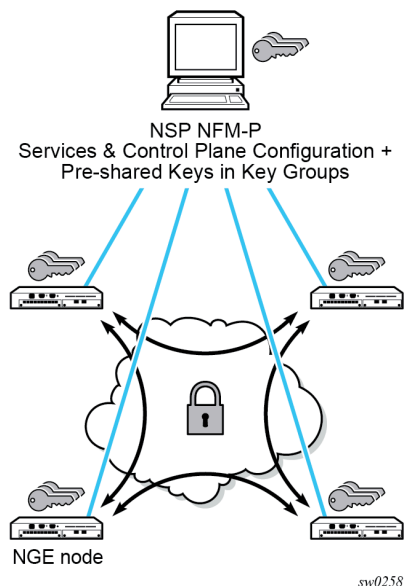 NSP NFM-P
Services & Control Plane Configuration +
Pre-shared Keys in Key Groups
NGE node
sw0258